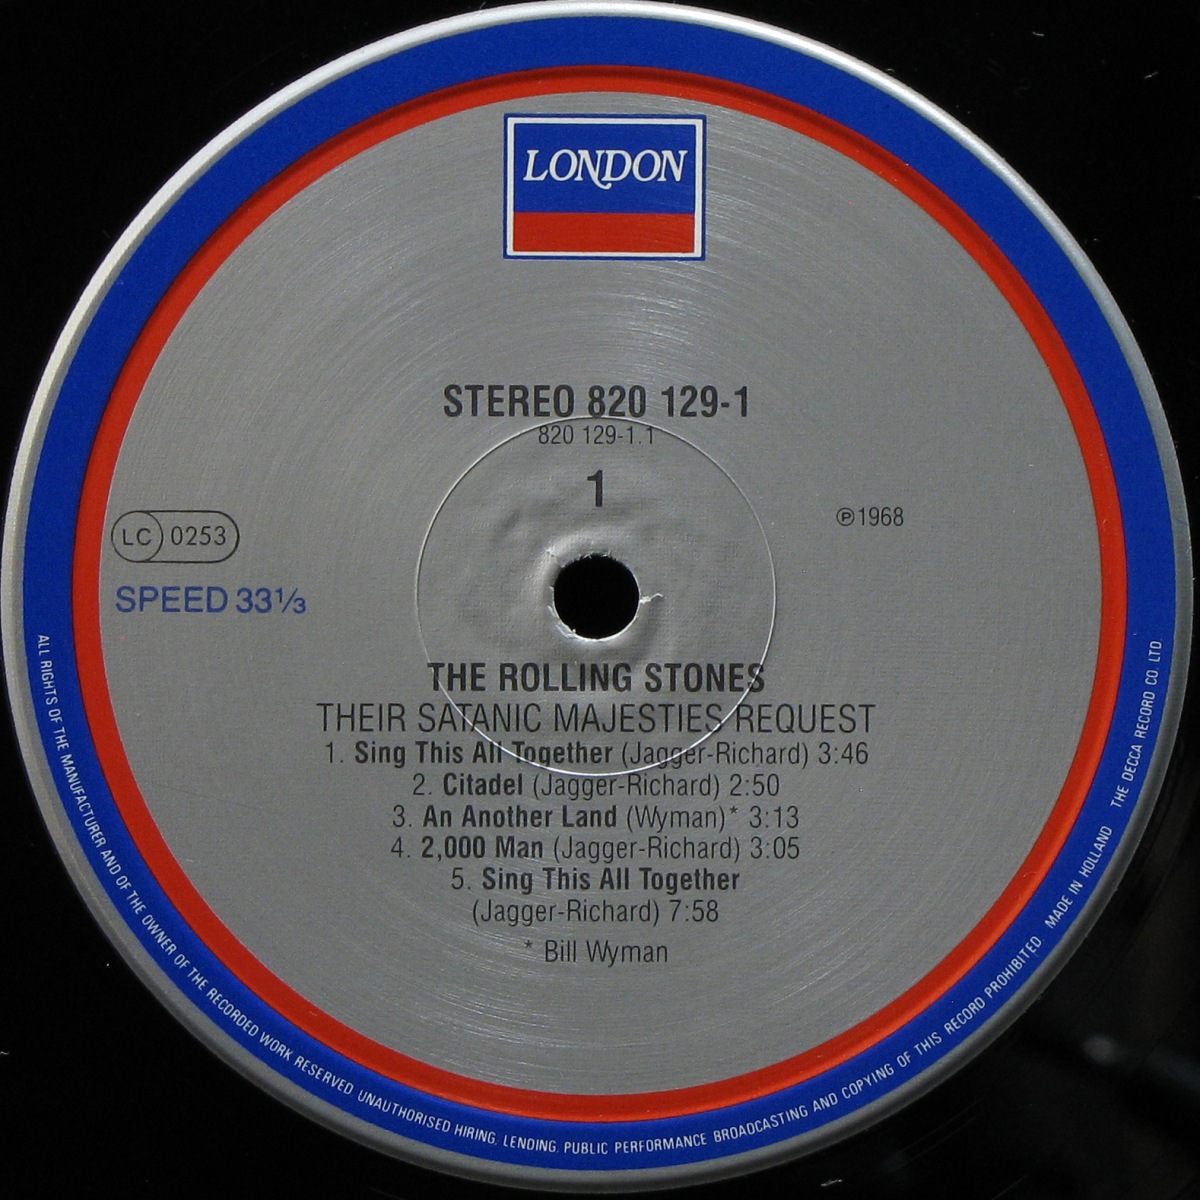 LONDON
STEREO 820 129-1
820 129-1.1
1
℗1968
LC 0253
SPEED 33⅓
THE ROLLING STONES
THEIR SATANIC MAJESTIES REQUEST
1. Sing This All Together (Jagger-Richard) 3:46
2. Citadel (Jagger-Richard) 2:50
3. An Another Land (Wyman)* 3:13
4. 2,000 Man (Jagger-Richard) 3:05
5. Sing This All Together
(Jagger-Richard) 7:58
* Bill Wyman
ALL RIGHTS OF THE MANUFACTURER AND OF THE OWNER OF THE RECORDED WORK RESERVED. UNAUTHORISED HIRING, LENDING, PUBLIC PERFORMANCE BROADCASTING AND COPYING OF THIS RECORD PROHIBITED MADE IN HOLLAND THE DECCA RECORD CO. LTD.